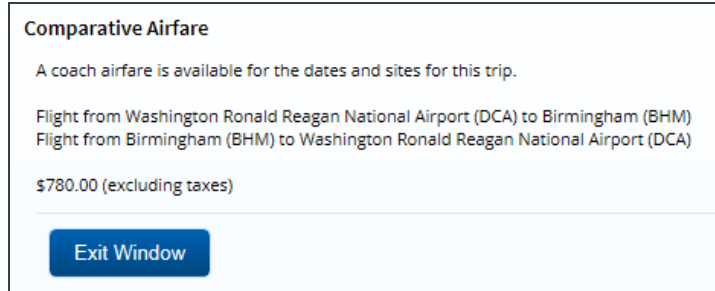 Comparative Airfare
A coach airfare is available for the dates and sites for this trip.
Flight from Washington Ronald Reagan National Airport (DCA) to Birmingham (BHM)
Flight from Birmingham (BHM) to Washington Ronald Reagan National Airport (DCA)
$780.00 (excluding taxes)
Exit Window